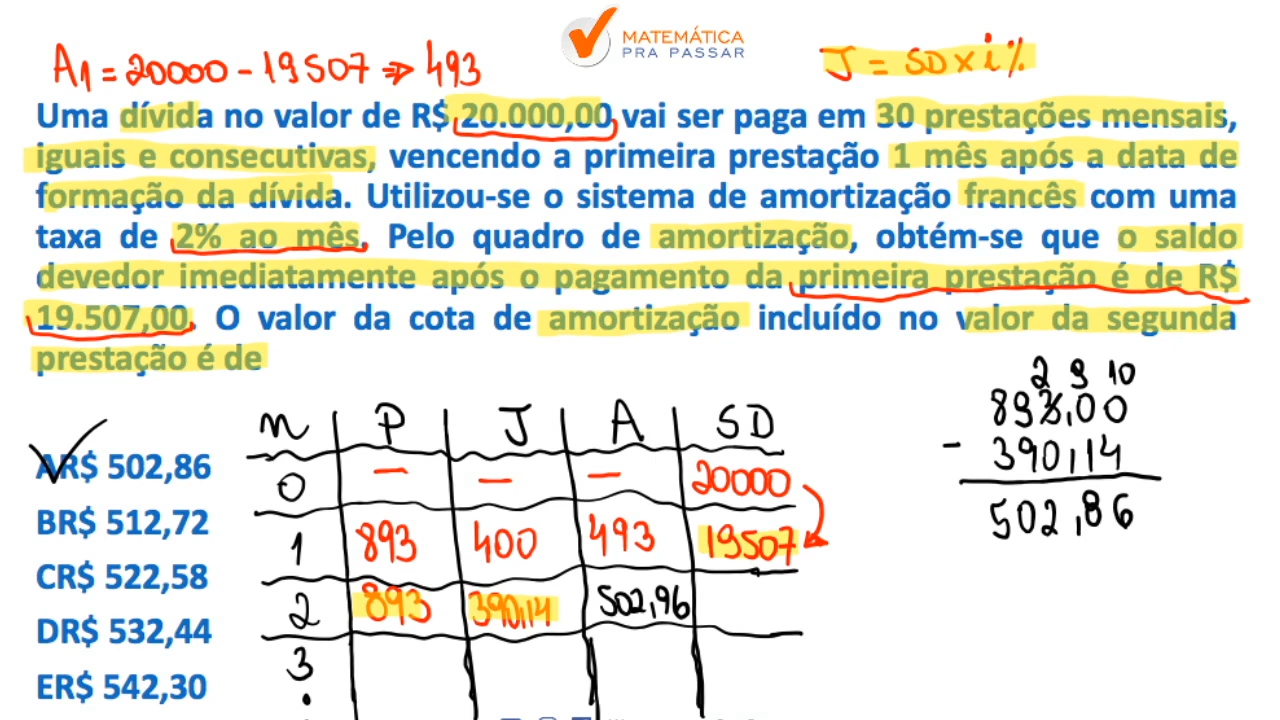 MATEMÁTICA
PRA PASSAR
A1 = 20000 - 19507 => 493
J = SD x i%
Uma dívida no valor de R$ 20.000,00 vai ser paga em 30 prestações mensais,
iguais e consecutivas, vencendo a primeira prestação 1 mês após a data de
formação da dívida. Utilizou-se o sistema de amortização francês com uma
taxa de 2% ao mês. Pelo quadro de amortização, obtém-se que o saldo
devedor imediatamente após o pagamento da primeira prestação é de R$
19.507,00. O valor da cota de amortização incluído no valor da segunda
prestação é de
AR$ 502,86
BR$ 512,72
CR$ 522,58
DR$ 532,44
ER$ 542,30
n P J A SD
0 — — — 20000
1 893 400 493 19507
2 893 390,14 502,96
3
2 9 10
893,00
- 390,14
502,86